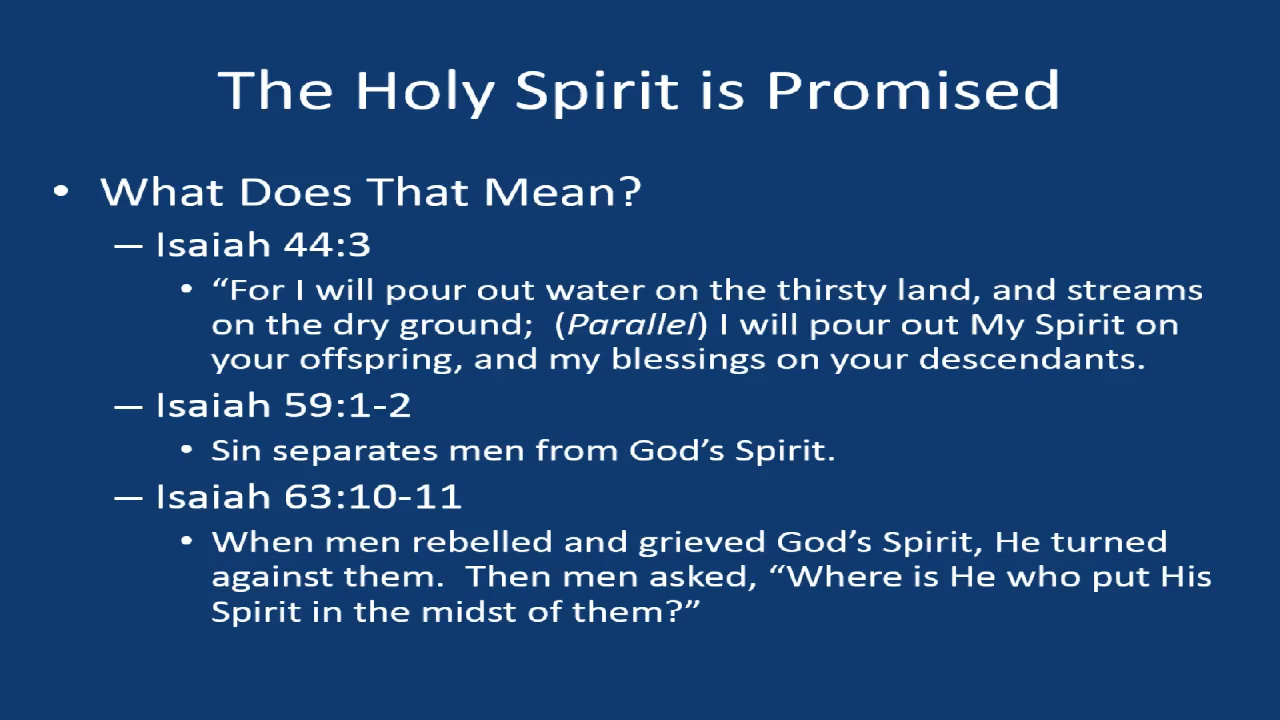 The Holy Spirit is Promised
• What Does That Mean?
– Isaiah 44:3
• “For I will pour out water on the thirsty land, and streams
on the dry ground;  (Parallel) I will pour out My Spirit on
your offspring, and my blessings on your descendants.
– Isaiah 59:1-2
• Sin separates men from God’s Spirit.
– Isaiah 63:10-11
• When men rebelled and grieved God’s Spirit, He turned
against them.  Then men asked, “Where is He who put His
Spirit in the midst of them?”